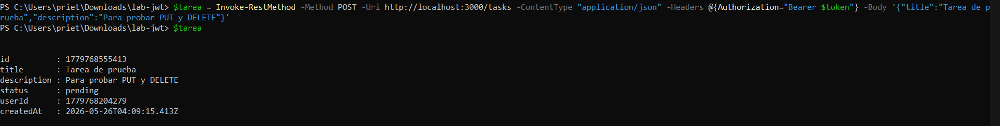 PS C:\Users\priet\Downloads\lab-jwt> $tarea = Invoke-RestMethod -Method POST -Uri http://localhost:3000/tasks -ContentType "application/json" -Headers @{Authorization="Bearer $token"} -Body '{"title":"Tarea de p
rueba","description":"Para probar PUT y DELETE"}'
PS C:\Users\priet\Downloads\lab-jwt> $tarea
id          : 1779768555413
title       : Tarea de prueba
description : Para probar PUT y DELETE
status      : pending
userId      : 1779768204279
createdAt   : 2026-05-26T04:09:15.413Z